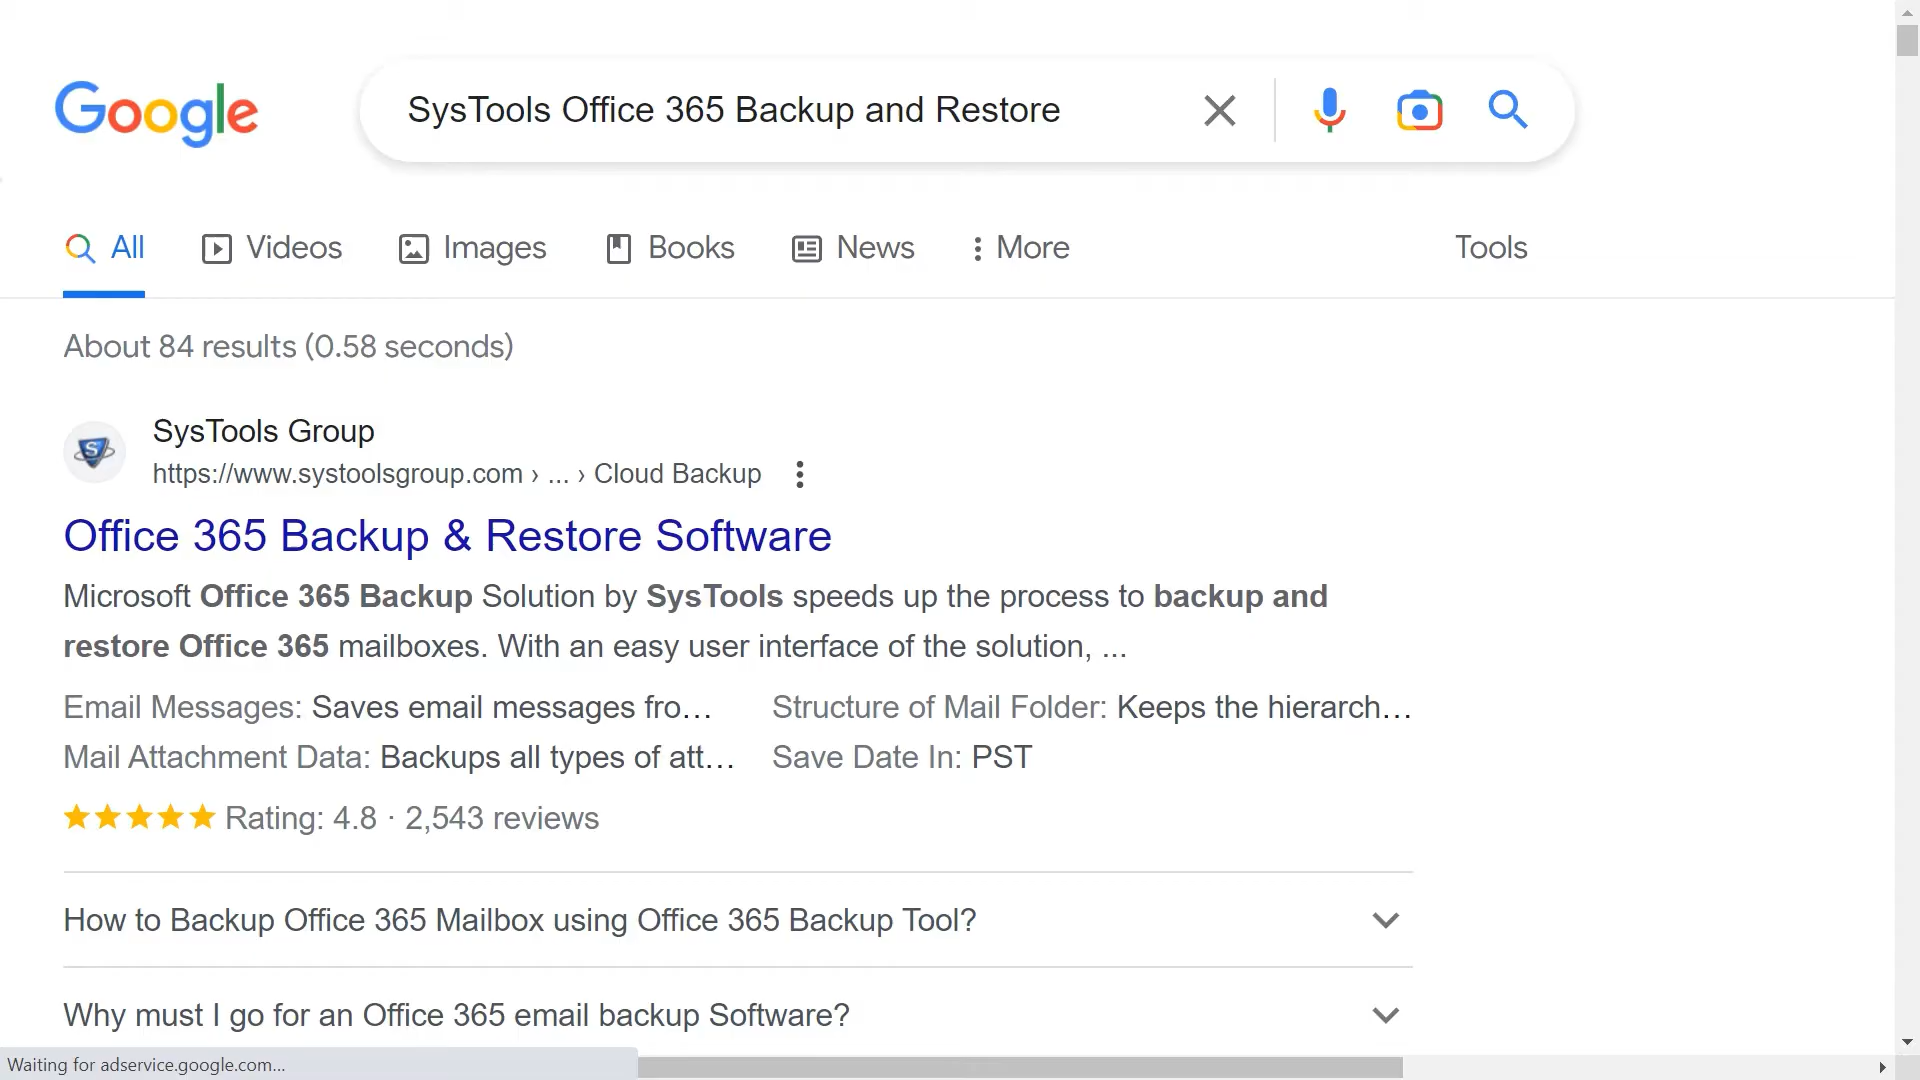 Google
SysTools Office 365 Backup and Restore
All Videos Images Books News More Tools
About 84 results (0.58 seconds)
SysTools Group
https://www.systoolsgroup.com › ... › Cloud Backup
Office 365 Backup & Restore Software
Microsoft Office 365 Backup Solution by SysTools speeds up the process to backup and
restore Office 365 mailboxes. With an easy user interface of the solution, ...
Email Messages: Saves email messages fro... Structure of Mail Folder: Keeps the hierarch...
Mail Attachment Data: Backups all types of att... Save Date In: PST
Rating: 4.8 · 2,543 reviews
How to Backup Office 365 Mailbox using Office 365 Backup Tool?
Why must I go for an Office 365 email backup Software?
Waiting for adservice.google.com...